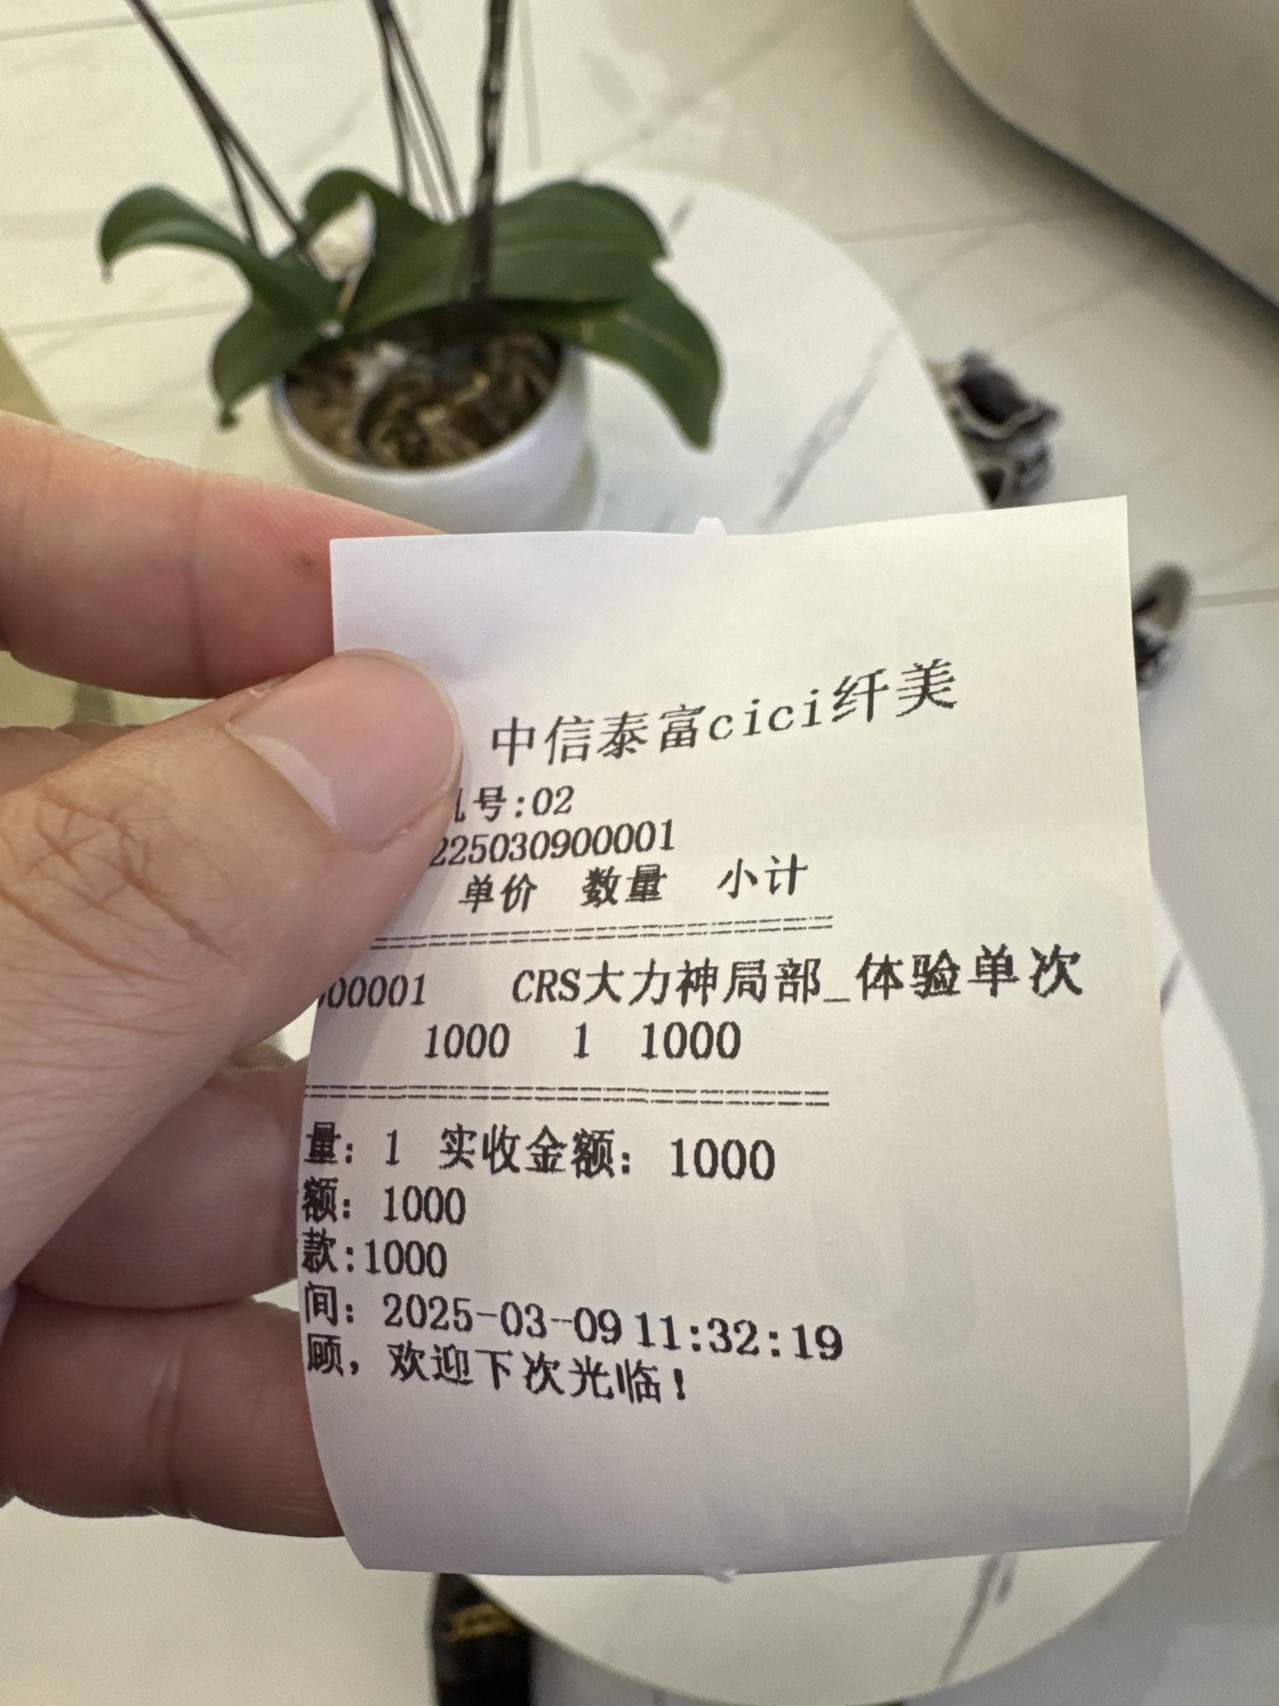 中信泰富cici纤美
机号:02
225030900001
单价 数量 小计
00001 CRS大力神局部_体验单次
1000 1 1000
量: 1 实收金额: 1000
额: 1000
款:1000
间: 2025-03-09 11:32:19
顾, 欢迎下次光临!